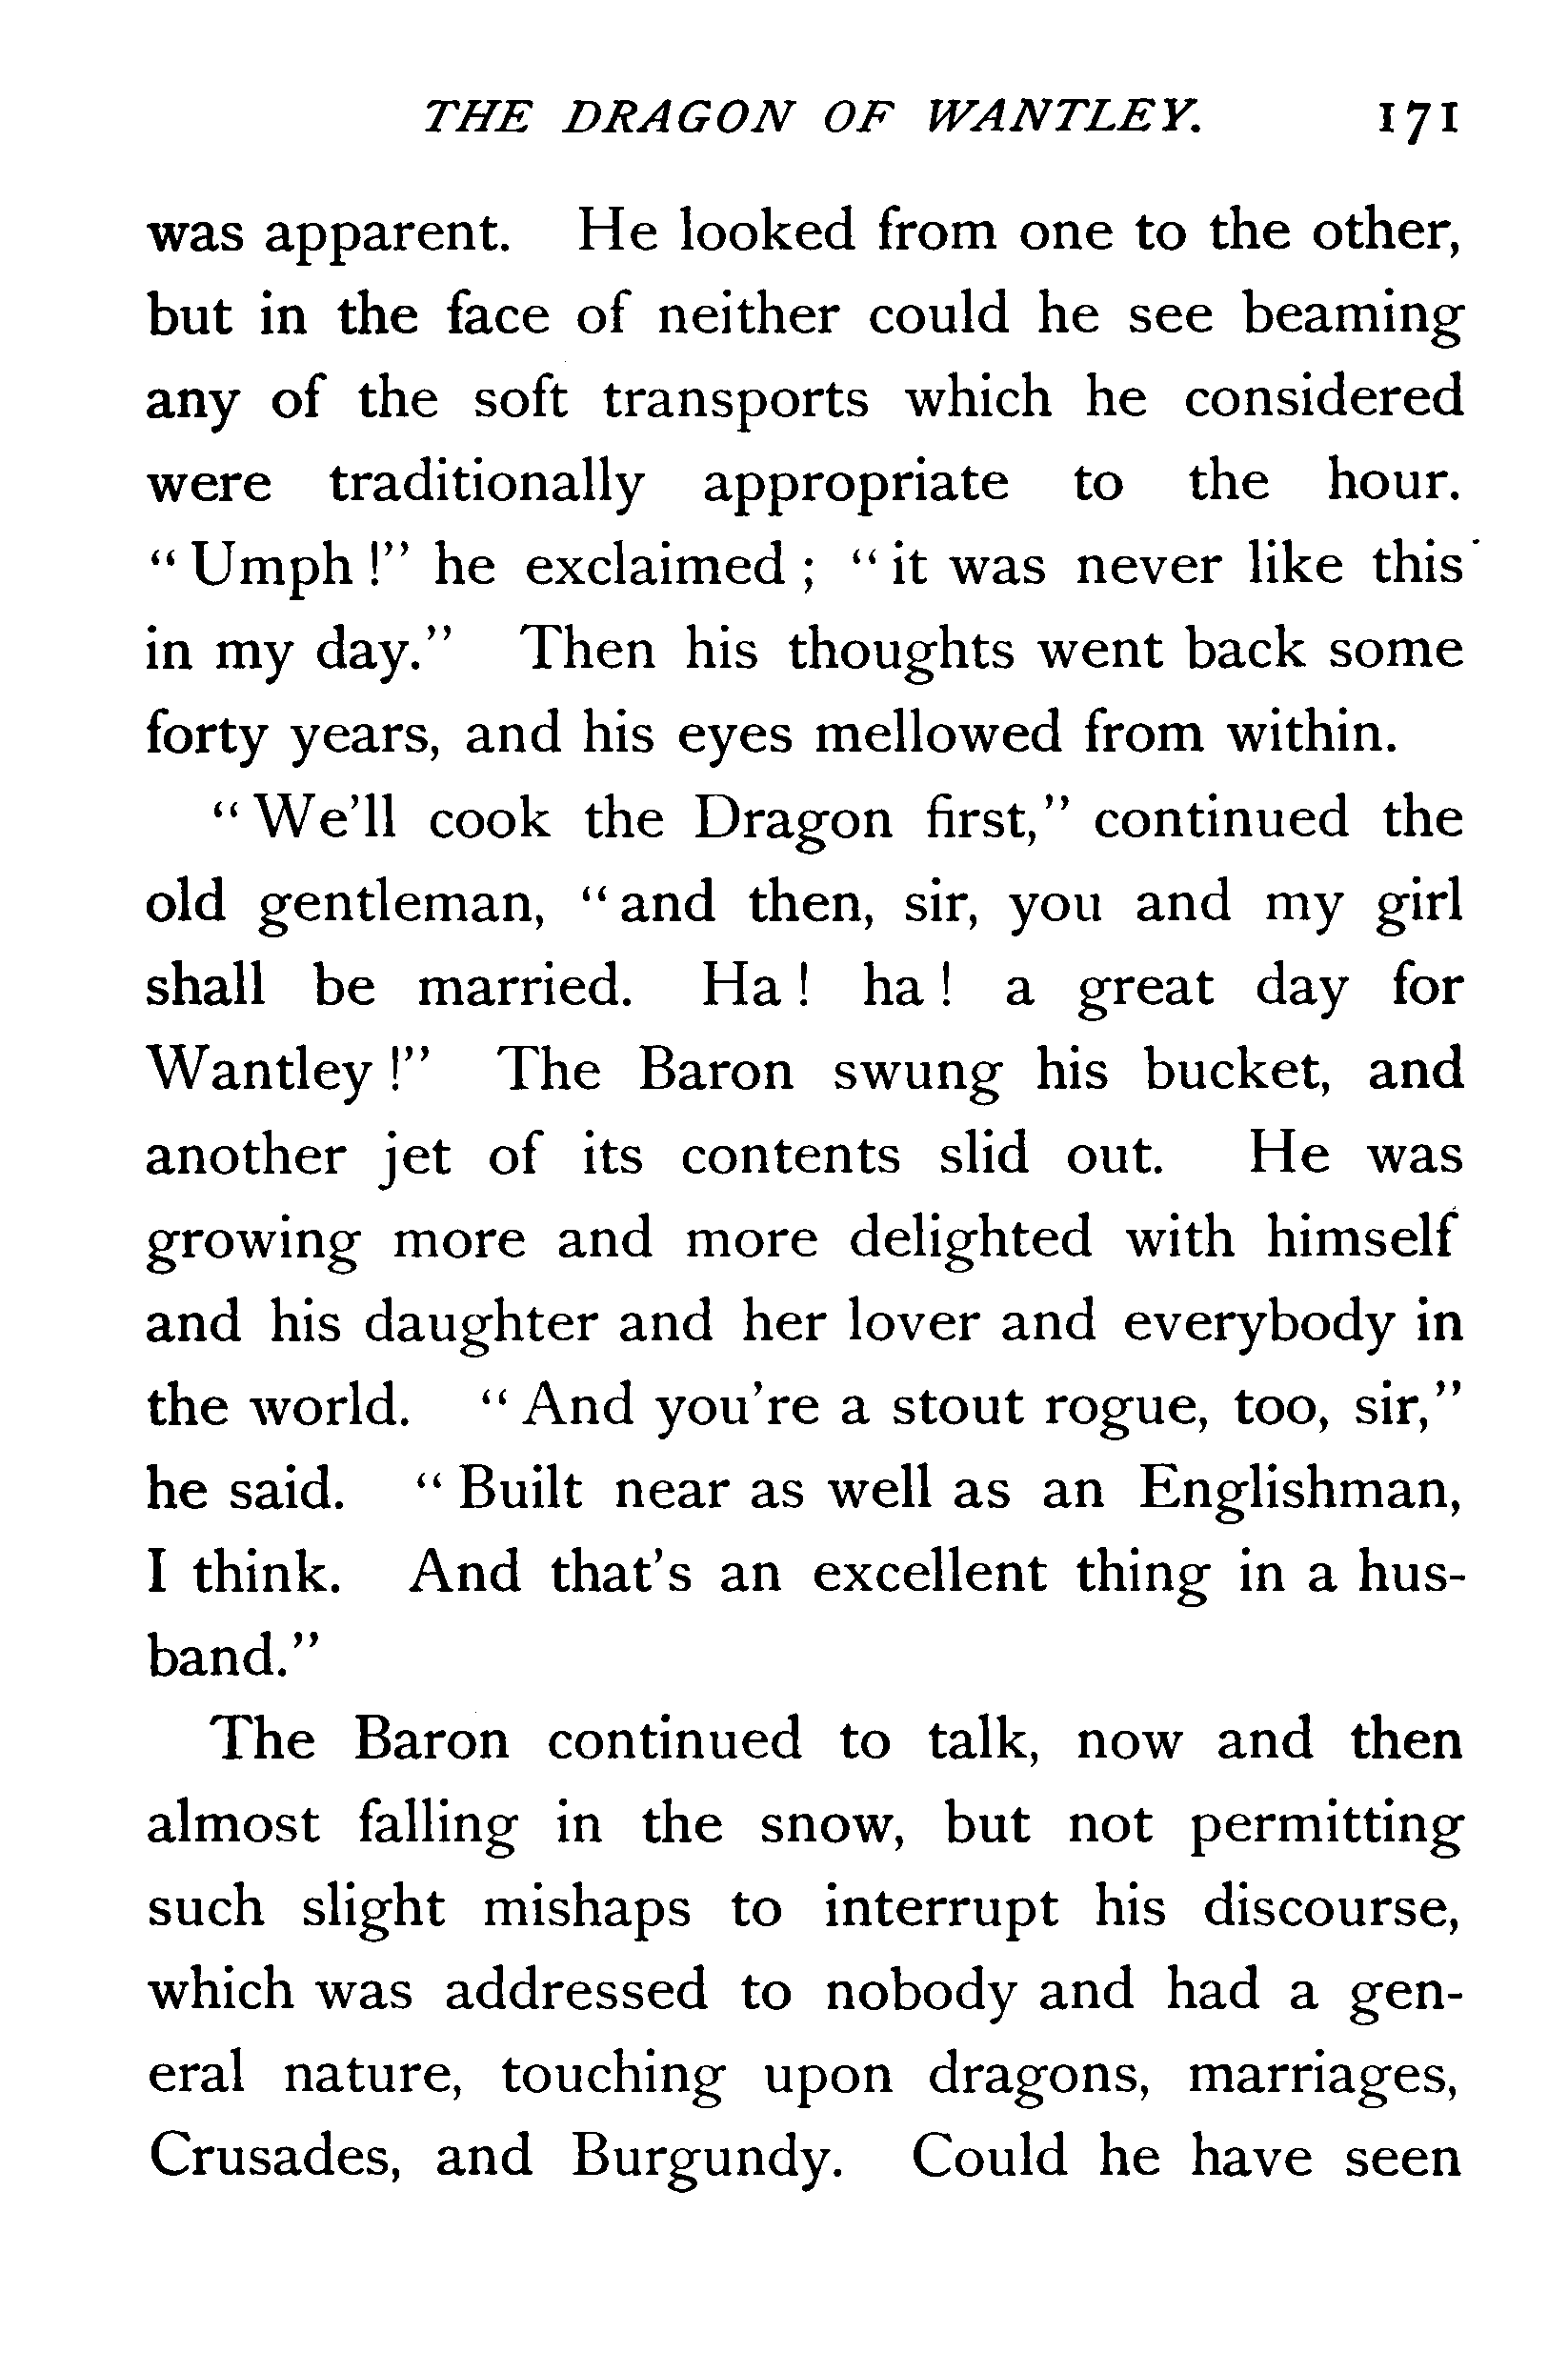 THE DRAGON OF WANTLEY. 171
was apparent. He looked from one to the other,
but in the face of neither could he see beaming
any of the soft transports which he considered
were traditionally appropriate to the hour.
“Umph!” he exclaimed; “it was never like this
in my day.” Then his thoughts went back some
forty years, and his eyes mellowed from within.
“We’ll cook the Dragon first,” continued the
old gentleman, “and then, sir, you and my girl
shall be married. Ha! ha! a great day for
Wantley!” The Baron swung his bucket, and
another jet of its contents slid out. He was
growing more and more delighted with himself
and his daughter and her lover and everybody in
the world. “And you’re a stout rogue, too, sir,”
he said. “Built near as well as an Englishman,
I think. And that’s an excellent thing in a hus-
band.”
The Baron continued to talk, now and then
almost falling in the snow, but not permitting
such slight mishaps to interrupt his discourse,
which was addressed to nobody and had a gen-
eral nature, touching upon dragons, marriages,
Crusades, and Burgundy. Could he have seen